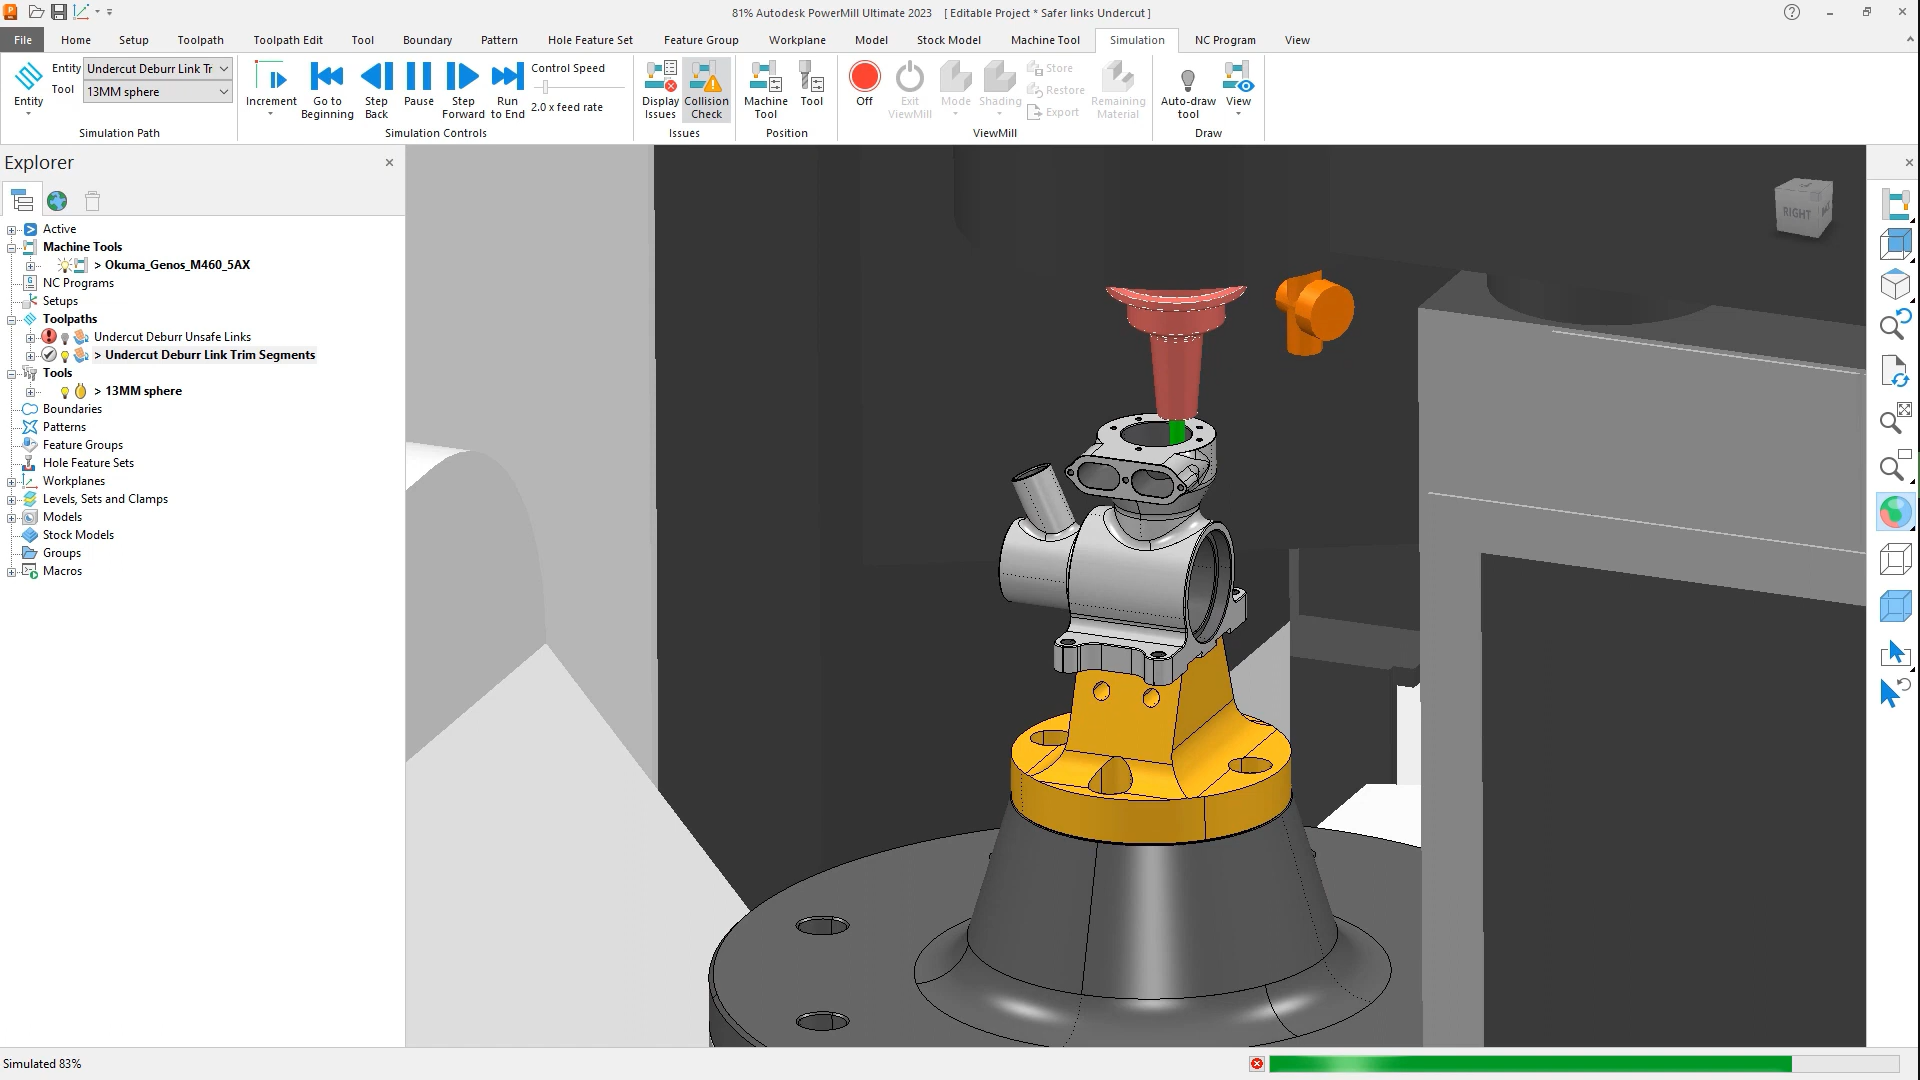 81% Autodesk PowerMill Ultimate 2023 [ Editable Project * Safer links Undercut ]
File Home Setup Toolpath Toolpath Edit Tool Boundary Pattern Hole Feature Set Feature Group Workplane Model Stock Model Machine Tool Simulation NC Program View
Entity
Entity Undercut Deburr Link Tr
Tool 13MM sphere
Simulation Path
Increment
Go to Beginning
Step Back
Pause
Step Forward
Run to End
Control Speed
2.0 x feed rate
Simulation Controls
Display Issues
Collision Check
Issues
Machine Tool
Tool
Position
Off
Exit ViewMill
Mode
Shading
Store
Restore
Export
Remaining Material
ViewMill
Auto-draw tool
View
Draw
Explorer
Active
Machine Tools
> Okuma_Genos_M460_5AX
NC Programs
Setups
Toolpaths
Undercut Deburr Unsafe Links
> Undercut Deburr Link Trim Segments
Tools
> 13MM sphere
Boundaries
Patterns
Feature Groups
Hole Feature Sets
Workplanes
Levels, Sets and Clamps
Models
Stock Models
Groups
Macros
RIGHT
Simulated 83%